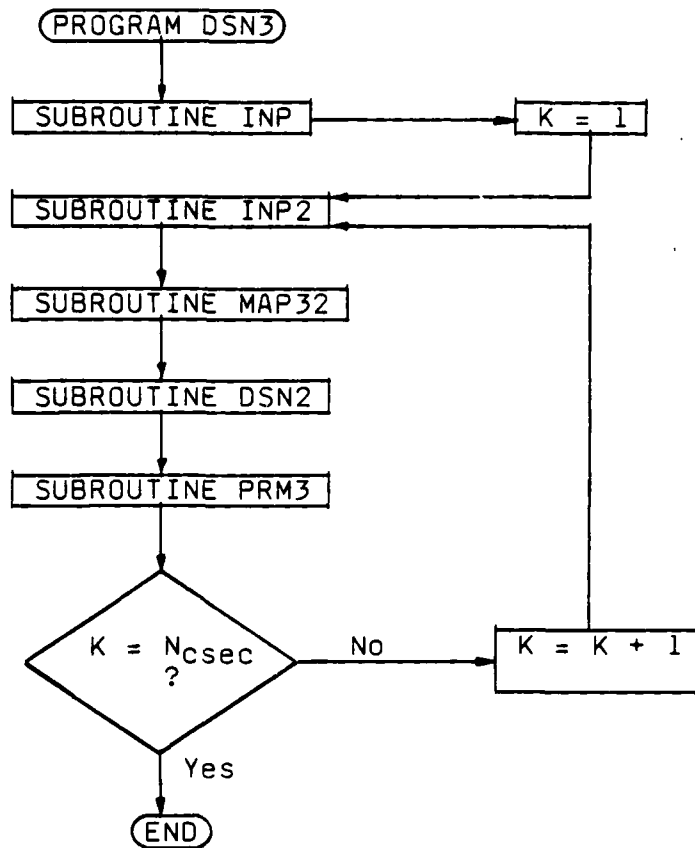 PROGRAM DSN3
SUBROUTINE INP
K = 1
SUBROUTINE INP2
SUBROUTINE MAP32
SUBROUTINE DSN2
SUBROUTINE PRM3
K = Ncsec
?
No
K = K + 1
Yes
END